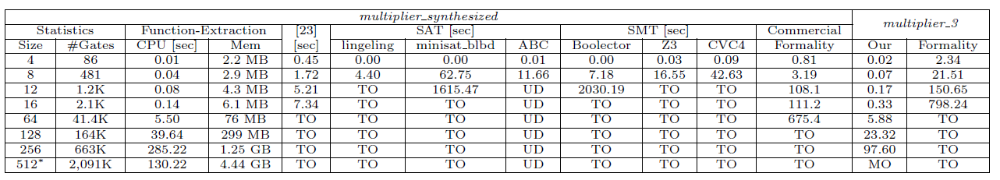 multiplier_synthesized multiplier_3
Statistics Function-Extraction [23] SAT [sec] SMT [sec] Commercial
Size #Gates CPU [sec] Mem [sec] lingeling minisat_blbd ABC Boolector Z3 CVC4 Formality Our Formality
4 86 0.01 2.2 MB 0.45 0.00 0.00 0.01 0.00 0.03 0.09 0.81 0.02 2.34
8 481 0.04 2.9 MB 1.72 4.40 62.75 11.66 7.18 16.55 42.63 3.19 0.07 21.51
12 1.2K 0.08 4.3 MB 5.21 TO 1615.47 UD 2030.19 TO TO 108.1 0.17 150.65
16 2.1K 0.14 6.1 MB 7.34 TO TO UD TO TO TO 111.2 0.33 798.24
64 41.4K 5.50 76 MB TO TO TO UD TO TO TO 675.4 5.88 TO
128 164K 39.64 299 MB TO TO TO UD TO TO TO TO 23.32 TO
256 663K 285.22 1.25 GB TO TO TO UD TO TO TO TO 97.60 TO
512* 2,091K 130.22 4.44 GB TO TO TO UD TO TO TO TO MO TO